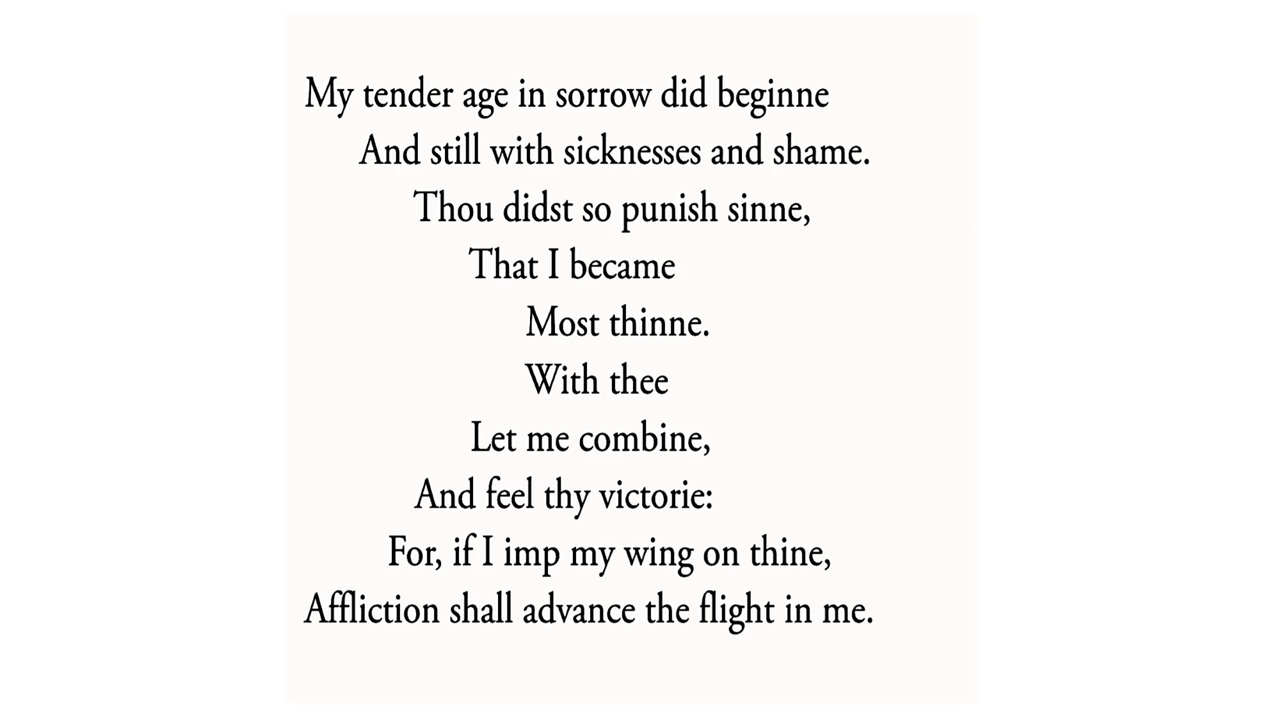 My tender age in sorrow did beginne
And still with sicknesses and shame.
Thou didst so punish sinne,
That I became
Most thinne.
With thee
Let me combine,
And feel thy victorie:
For, if I imp my wing on thine,
Affliction shall advance the flight in me.